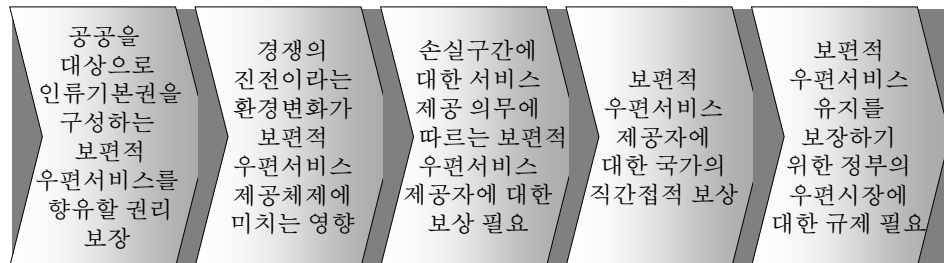 공공을
대상으로
인류기본권을
구성하는
보편적
우편서비스를
향유할 권리
보장
경쟁의
진전이라는
환경변화가
보편적
우편서비스
제공체제에
미치는 영향
손실구간에
대한 서비스
제공 의무에
따르는 보편적
우편서비스
제공자에 대한
보상 필요
보편적
우편서비스
제공자에
대한 국가의
직간접적 보상
보편적
우편서비스
유지를
보장하기
위한 정부의
우편시장에
대한 규제 필요